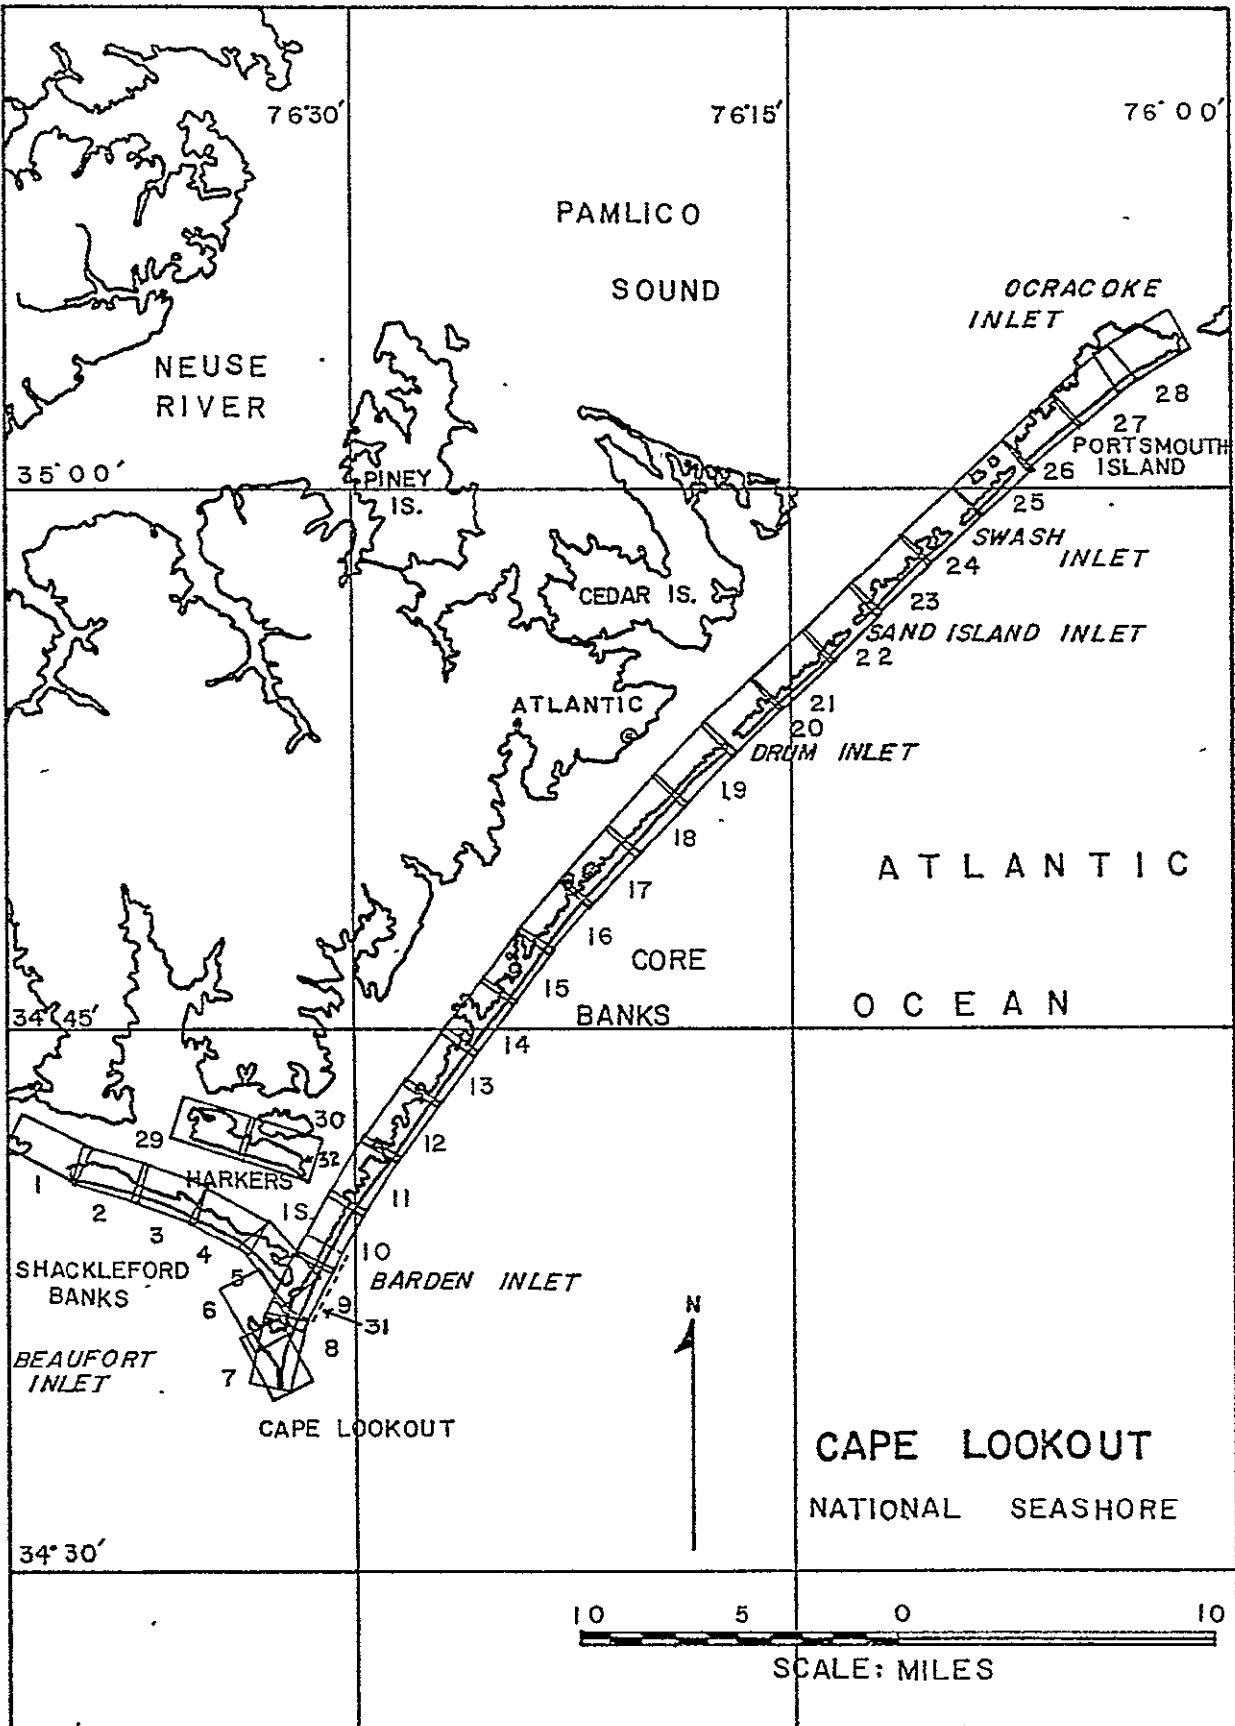 76°30′
76°15′
76°00′
PAMLICO
SOUND
OCRACOKE
INLET
NEUSE
RIVER
28
27
PORTSMOUTH
ISLAND
26
35°00′
PINEY
IS.
25
SWASH
INLET
24
CEDAR IS.
23
SAND ISLAND INLET
22
ATLANTIC
21
20
DRUM INLET
19
18
ATLANTIC
17
16
CORE
BANKS
15
OCEAN
34°45′
14
13
30
29
12
32
HARKERS
IS.
1
11
2
3
4
10
SHACKLEFORD
BANKS
5
BARDEN INLET
6
9
31
N
8
BEAUFORT
INLET
7
CAPE LOOKOUT
CAPE LOOKOUT
NATIONAL SEASHORE
34°30′
10 5 0 10
SCALE: MILES